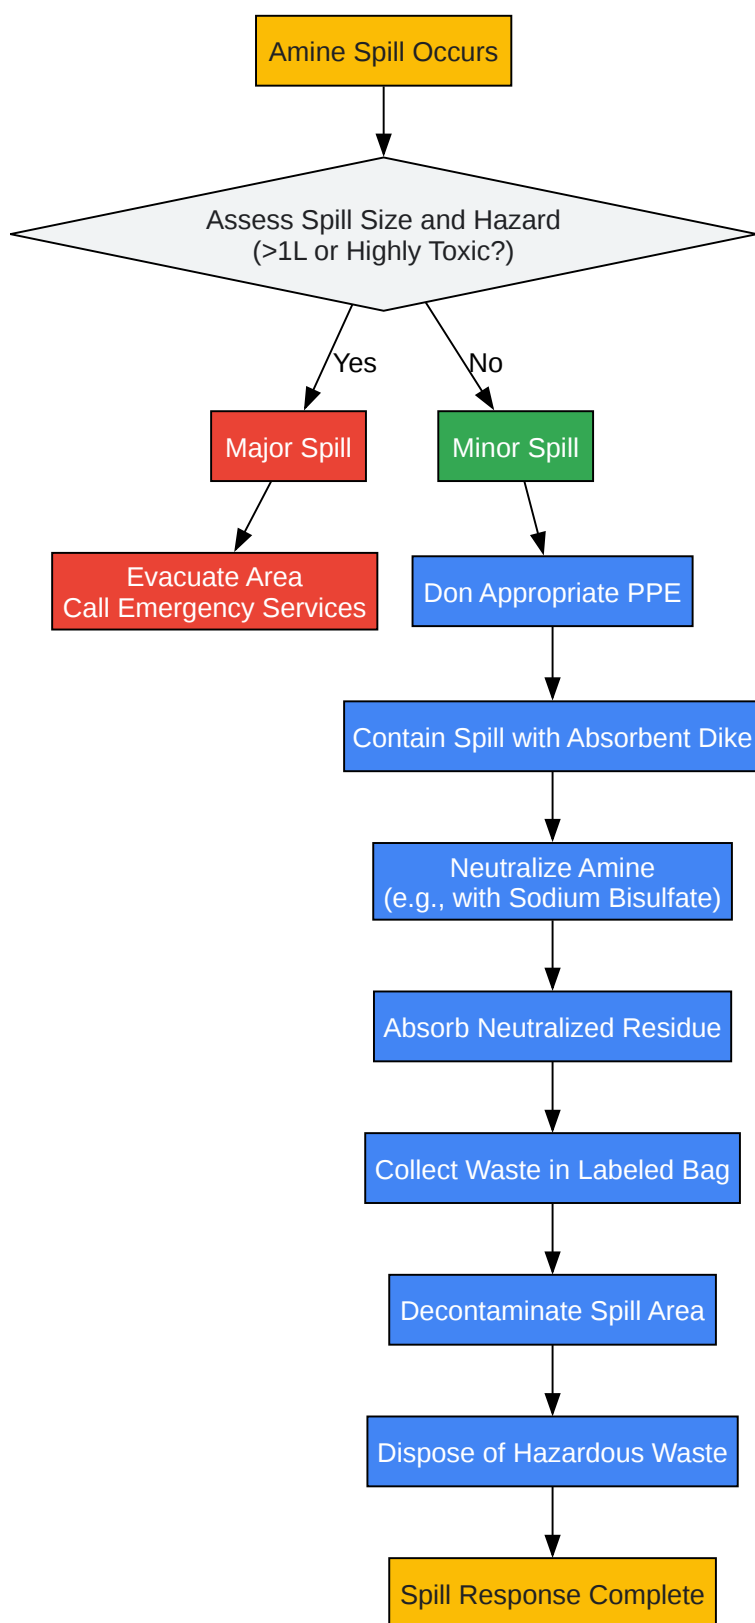 Amine Spill Occurs
Assess Spill Size and Hazard
(>1L or Highly Toxic?)
Yes
No
Major Spill
Minor Spill
Evacuate Area
Call Emergency Services
Don Appropriate PPE
Contain Spill with Absorbent Dike
Neutralize Amine
(e.g., with Sodium Bisulfate)
Absorb Neutralized Residue
Collect Waste in Labeled Bag
Decontaminate Spill Area
Dispose of Hazardous Waste
Spill Response Complete